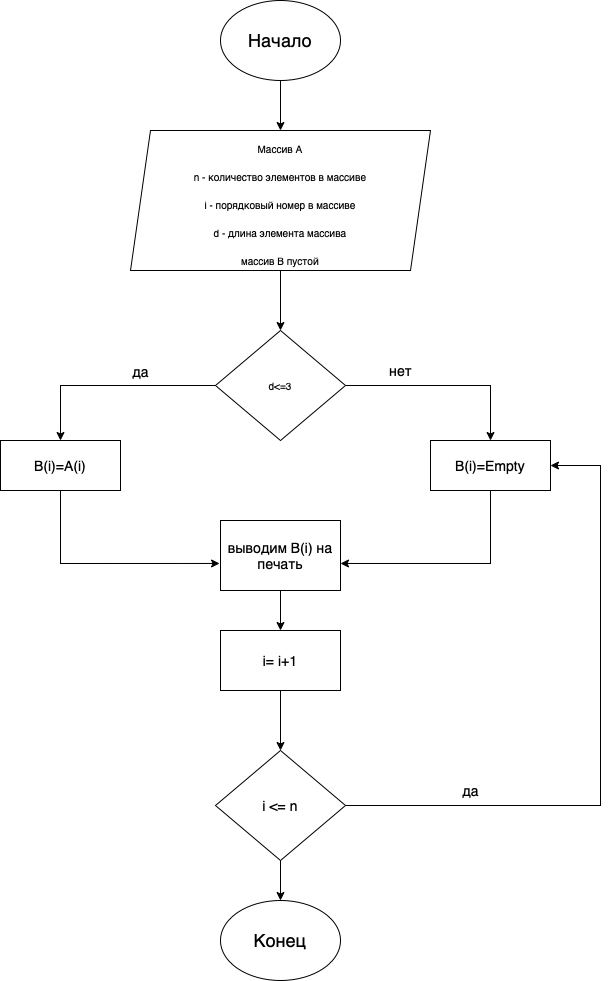 Начало
Массив А
n - количество элементов в массиве
i - порядковый номер в массиве
d - длина элемента массива
массив В пустой
да
d<=3
нет
B(i)=A(i)
B(i)=Empty
выводим B(i) на
печать
i= i+1
i <= n
да
Конец